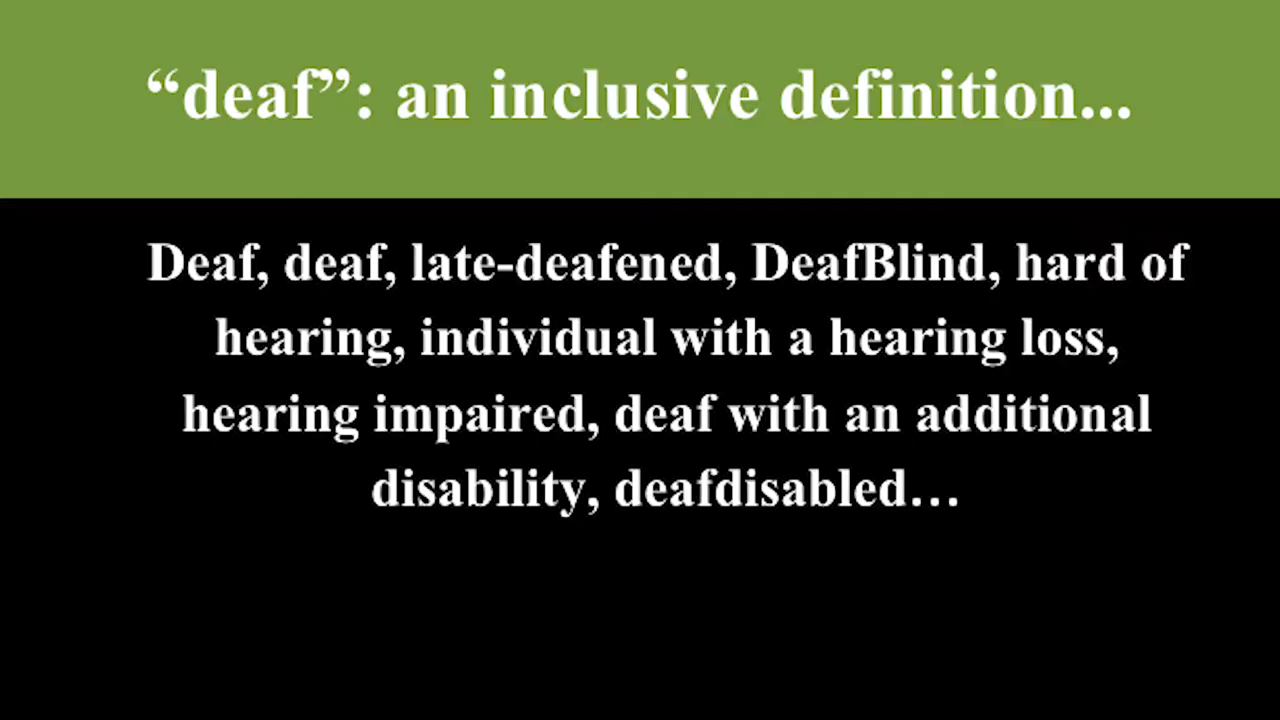 “deaf”: an inclusive definition...
Deaf, deaf, late-deafened, DeafBlind, hard of
hearing, individual with a hearing loss,
hearing impaired, deaf with an additional
disability, deafdisabled…